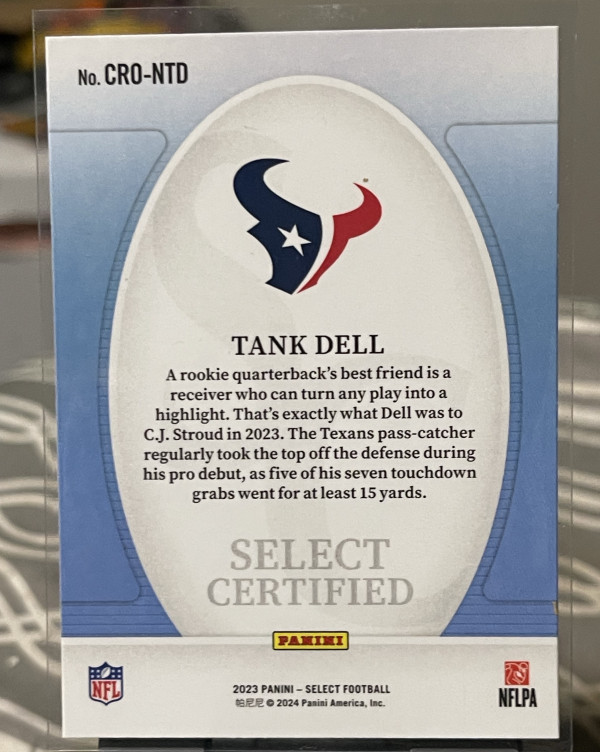 No. CRO-NTD
TANK DELL
A rookie quarterback's best friend is a
receiver who can turn any play into a
highlight. That's exactly what Dell was to
C.J. Stroud in 2023. The Texans pass-catcher
regularly took the top off the defense during
his pro debut, as five of his seven touchdown
grabs went for at least 15 yards.
SELECT
CERTIFIED
PANINI
NFL
2023 PANINI – SELECT FOOTBALL
帕尼尼 © 2024 Panini America, Inc.
NFLPA